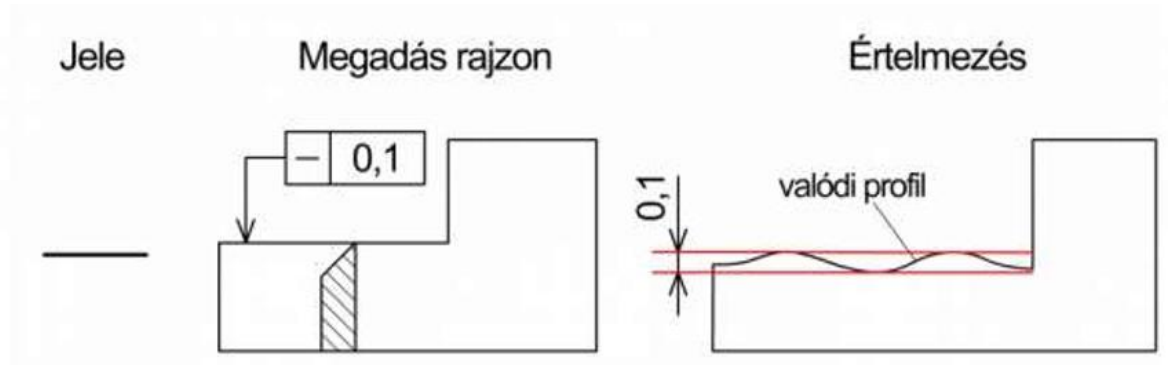 Jele
Megadás rajzon
Értelmezés
— 0,1
0,1
valódi profil